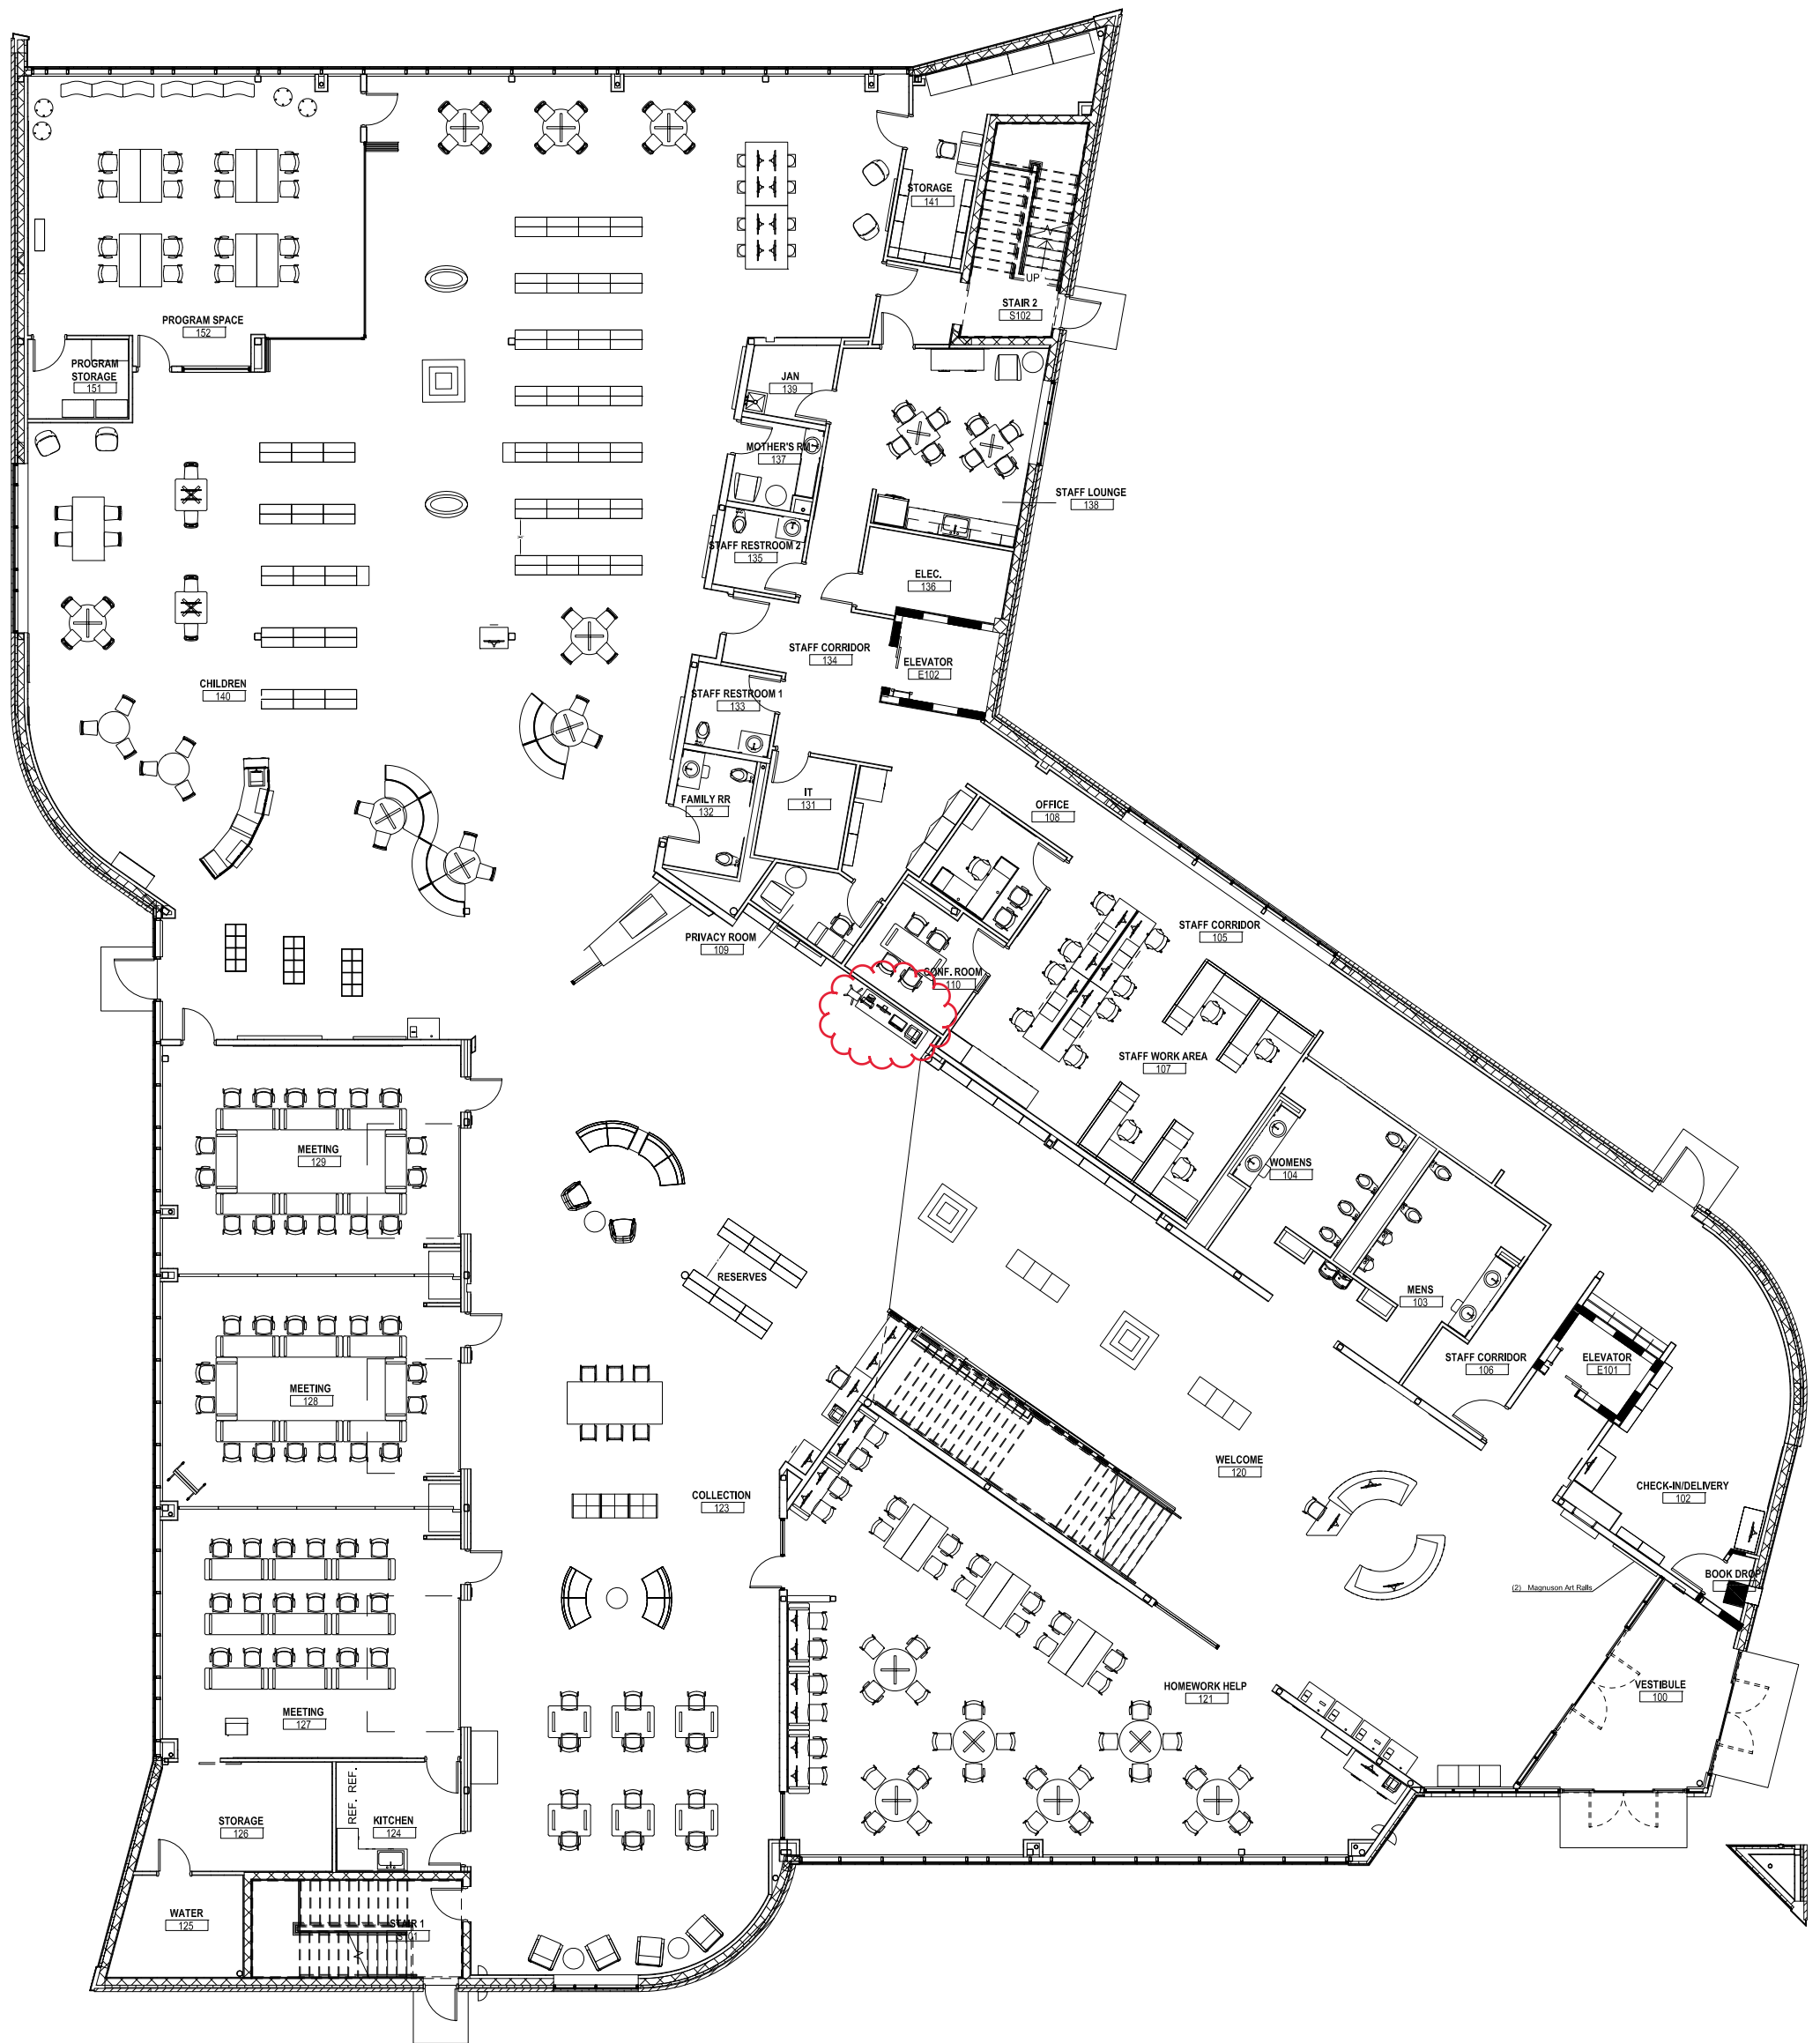 STORAGE
141
UP
STAIR 2
S102
PROGRAM SPACE
152
PROGRAM
STORAGE
151
JAN
139
MOTHER'S RM
137
STAFF LOUNGE
138
STAFF RESTROOM 2
135
ELEC.
136
STAFF CORRIDOR
134
ELEVATOR
E102
CHILDREN
140
STAFF RESTROOM 1
133
FAMILY RR
132
IT
131
OFFICE
108
STAFF CORRIDOR
105
PRIVACY ROOM
109
CONF. ROOM
110
STAFF WORK AREA
107
MEETING
129
WOMENS
104
RESERVES
MENS
103
STAFF CORRIDOR
106
ELEVATOR
E101
MEETING
128
WELCOME
120
COLLECTION
123
CHECK-IN/DELIVERY
102
BOOK DROP
(2) Magnuson Art Rails
HOMEWORK HELP
121
VESTIBULE
100
MEETING
127
REF. REF.
STORAGE
126
KITCHEN
124
WATER
125
STAIR 1
S101